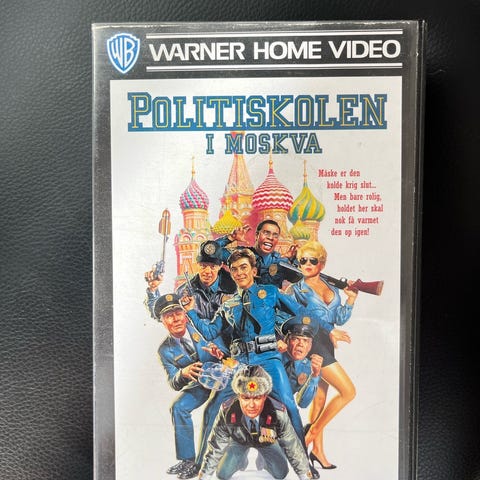 WB WARNER HOME VIDEO
POLITISKOLEN
I MOSKVA
Måske er den
kolde krig slut...
Men bare rolig,
holdet her skal
nok få varmet
den op igen!